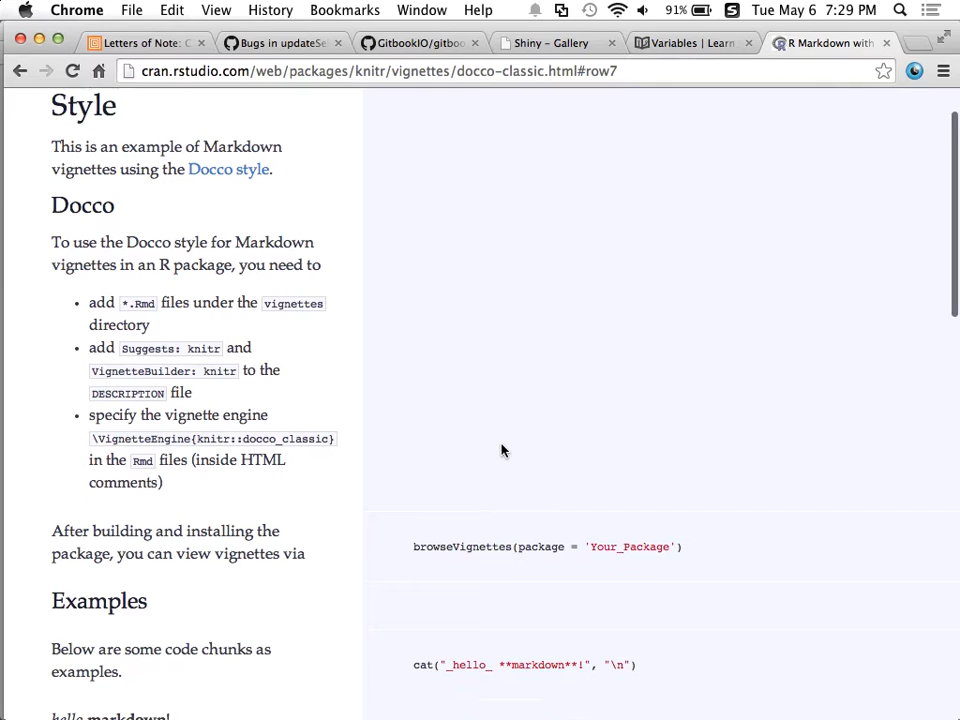 Chrome File Edit View History Bookmarks Window Help 91% Tue May 6 7:29 PM
Letters of Note: C
Bugs in updateSe
GitbookIO/gitboo
Shiny - Gallery
Variables | Learn
R Markdown with
cran.rstudio.com/web/packages/knitr/vignettes/docco-classic.html#row7
Style
This is an example of Markdown
vignettes using the Docco style.
Docco
To use the Docco style for Markdown
vignettes in an R package, you need to
• add *.Rmd files under the vignettes
directory
• add Suggests: knitr and
VignetteBuilder: knitr to the
DESCRIPTION file
• specify the vignette engine
\VignetteEngine{knitr::docco_classic}
in the Rmd files (inside HTML
comments)
After building and installing the
package, you can view vignettes via
browseVignettes(package = 'Your_Package')
Examples
Below are some code chunks as
examples.
cat("_hello_ **markdown**!", "\n")
hello markdown!